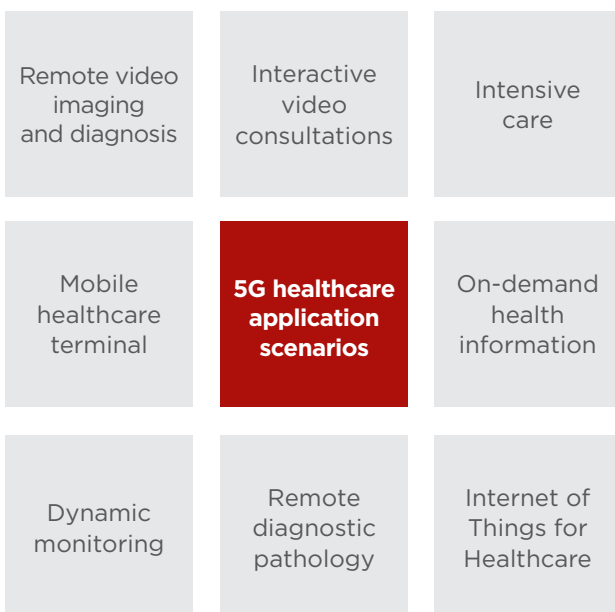 Remote video
imaging
and diagnosis
Interactive
video
consultations
Intensive
care
Mobile
healthcare
terminal
5G healthcare
application
scenarios
On-demand
health
information
Dynamic
monitoring
Remote
diagnostic
pathology
Internet of
Things for
Healthcare